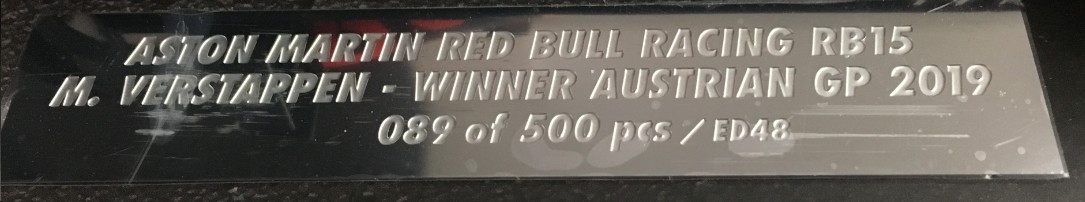 ASTON MARTIN RED BULL RACING RB15
M. VERSTAPPEN - WINNER AUSTRIAN GP 2019
089 of 500 pcs / ED48